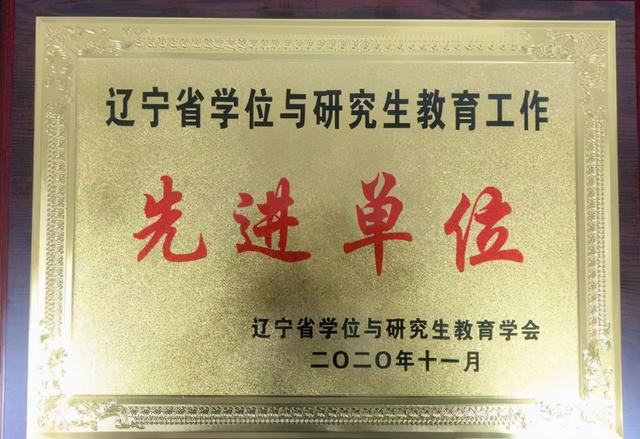 辽宁省学位与研究生教育工作
先进单位
辽宁省学位与研究生教育学会
二〇二〇年十一月